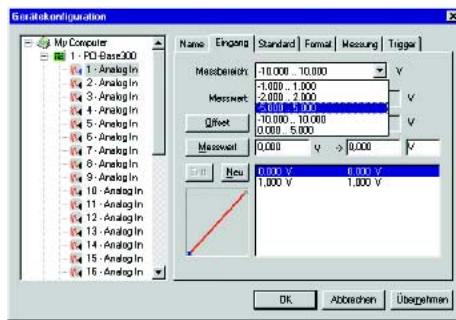 Gerätekonfiguration
My Computer
1 - PCI-Base300
1 - Analog In
2 - Analog In
3 - Analog In
4 - Analog In
5 - Analog In
6 - Analog In
7 - Analog In
8 - Analog In
9 - Analog In
10 - Analog In
11 - Analog In
12 - Analog In
13 - Analog In
14 - Analog In
15 - Analog In
16 - Analog In
Name Eingang Standard Format Messung Trigger
Messbereich: -10.000 .. 10.000 V
-1.000 .. 1.000
-2.000 .. 2.000
Messwert: -5.000 .. 5.000 V
-10.000 .. 10.000
Offset 0.000 .. 5.000 V
Messwert 0,000 V -> 0,000 V
Neu
0,000 V 0,000 V
1,000 V 1,000 V
OK Abbrechen Übernehmen